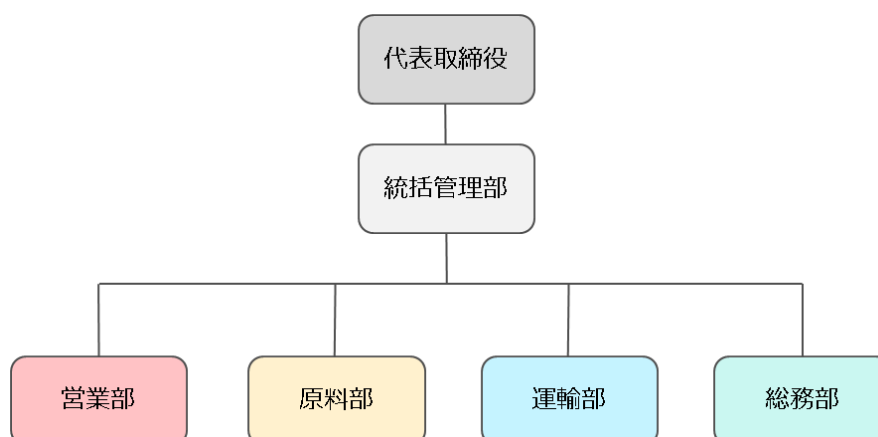 代表取締役
統括管理部
営業部
原料部
運輸部
総務部